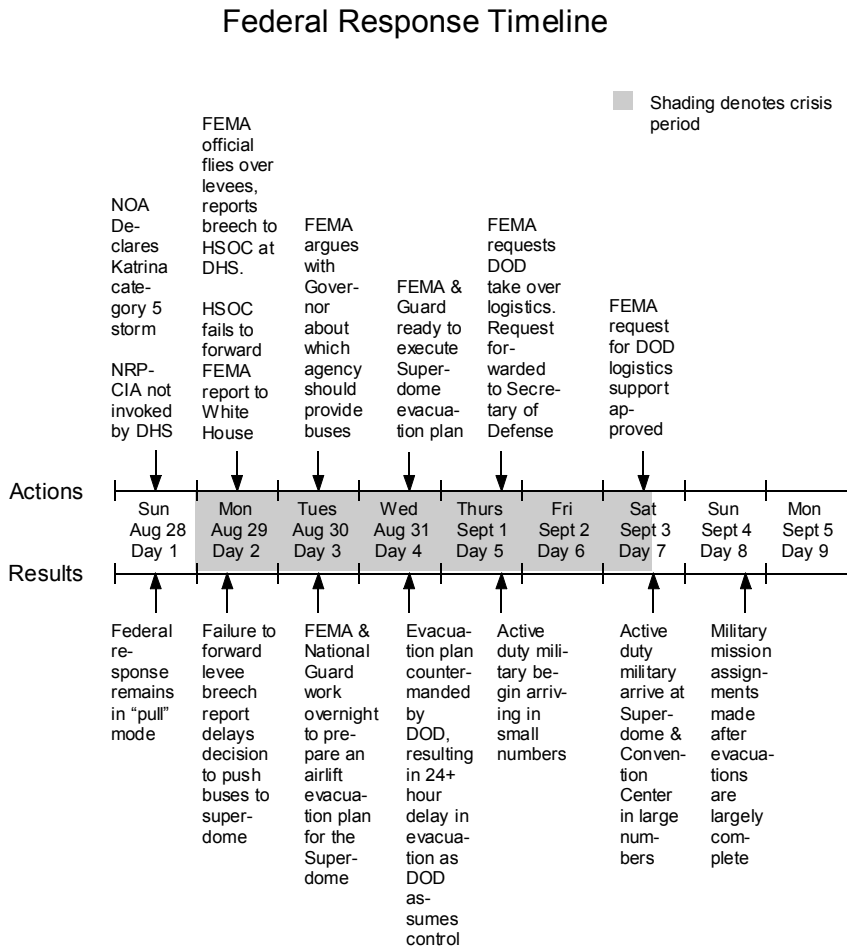 Federal Response Timeline
Shading denotes crisis
period
NOA
De-
clares
Katrina
cate-
gory 5
storm
NRP-
CIA not
invoked
by DHS
FEMA
official
flies over
levees,
reports
breech to
HSOC at
DHS.
HSOC
fails to
forward
FEMA
report to
White
House
FEMA
argues
with
Gover-
nor
about
which
agency
should
provide
buses
FEMA &
Guard
ready to
execute
Super-
dome
evacua-
tion plan
FEMA
requests
DOD
take over
logistics.
Request
for-
warded
to Secre-
tary of
Defense
FEMA
request
for DOD
logistics
support
ap-
proved
Actions
Sun
Aug 28
Day 1
Mon
Aug 29
Day 2
Tues
Aug 30
Day 3
Wed
Aug 31
Day 4
Thurs
Sept 1
Day 5
Fri
Sept 2
Day 6
Sat
Sept 3
Day 7
Sun
Sept 4
Day 8
Mon
Sept 5
Day 9
Results
Federal
re-
sponse
remains
in “pull”
mode
Failure to
forward
levee
breech
report
delays
decision
to push
buses to
super-
dome
FEMA &
National
Guard
work
overnight
to pre-
pare an
airlift
evacua-
tion plan
for the
Super-
dome
Evacua-
tion plan
counter-
manded
by
DOD,
resulting
in 24+
hour
delay in
evacua-
tion as
DOD
as-
sumes
control
Active
duty mili-
tary be-
gin arriv-
ing in
small
numbers
Active
duty
military
arrive at
Super-
dome &
Conven-
tion
Center
in large
num-
bers
Military
mission
assign-
ments
made
after
evacua-
tions
are
largely
com-
plete